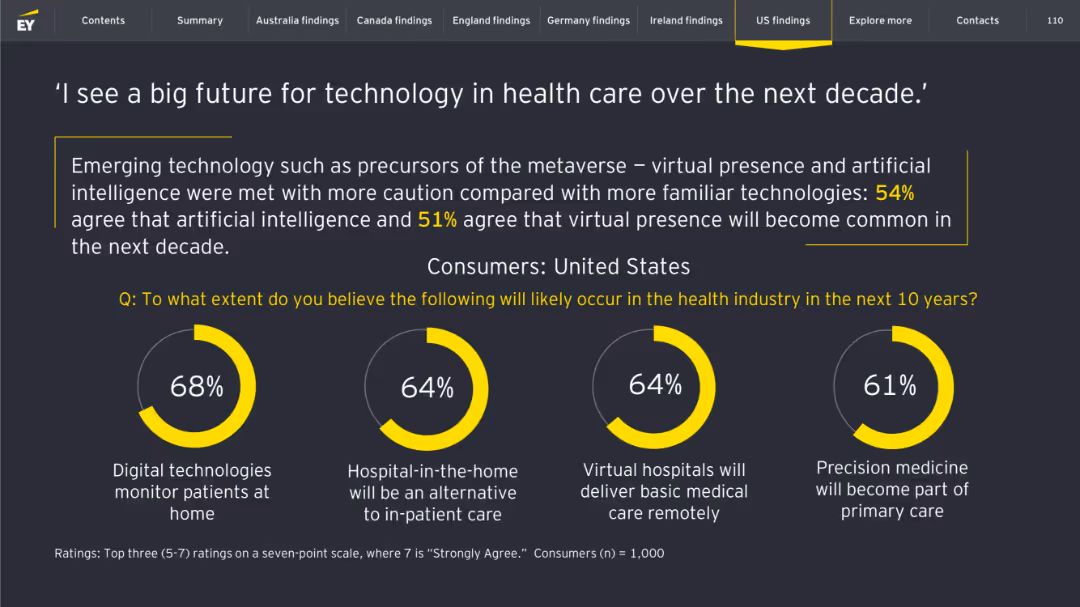 EY
Contents
Summary
Australia findings
Canada findings
England findings
Germany findings
Ireland findings
US findings
Explore more
Contacts
110
‘I see a big future for technology in health care over the next decade.’
Emerging technology such as precursors of the metaverse – virtual presence and artificial
intelligence were met with more caution compared with more familiar technologies: 54%
agree that artificial intelligence and 51% agree that virtual presence will become common in
the next decade.
Consumers: United States
Q: To what extent do you believe the following will likely occur in the health industry in the next 10 years?
68%
Digital technologies
monitor patients at
home
64%
Hospital-in-the-home
will be an alternative
to in-patient care
64%
Virtual hospitals will
deliver basic medical
care remotely
61%
Precision medicine
will become part of
primary care
Ratings: Top three (5-7) ratings on a seven-point scale, where 7 is “Strongly Agree.” Consumers (n) = 1,000